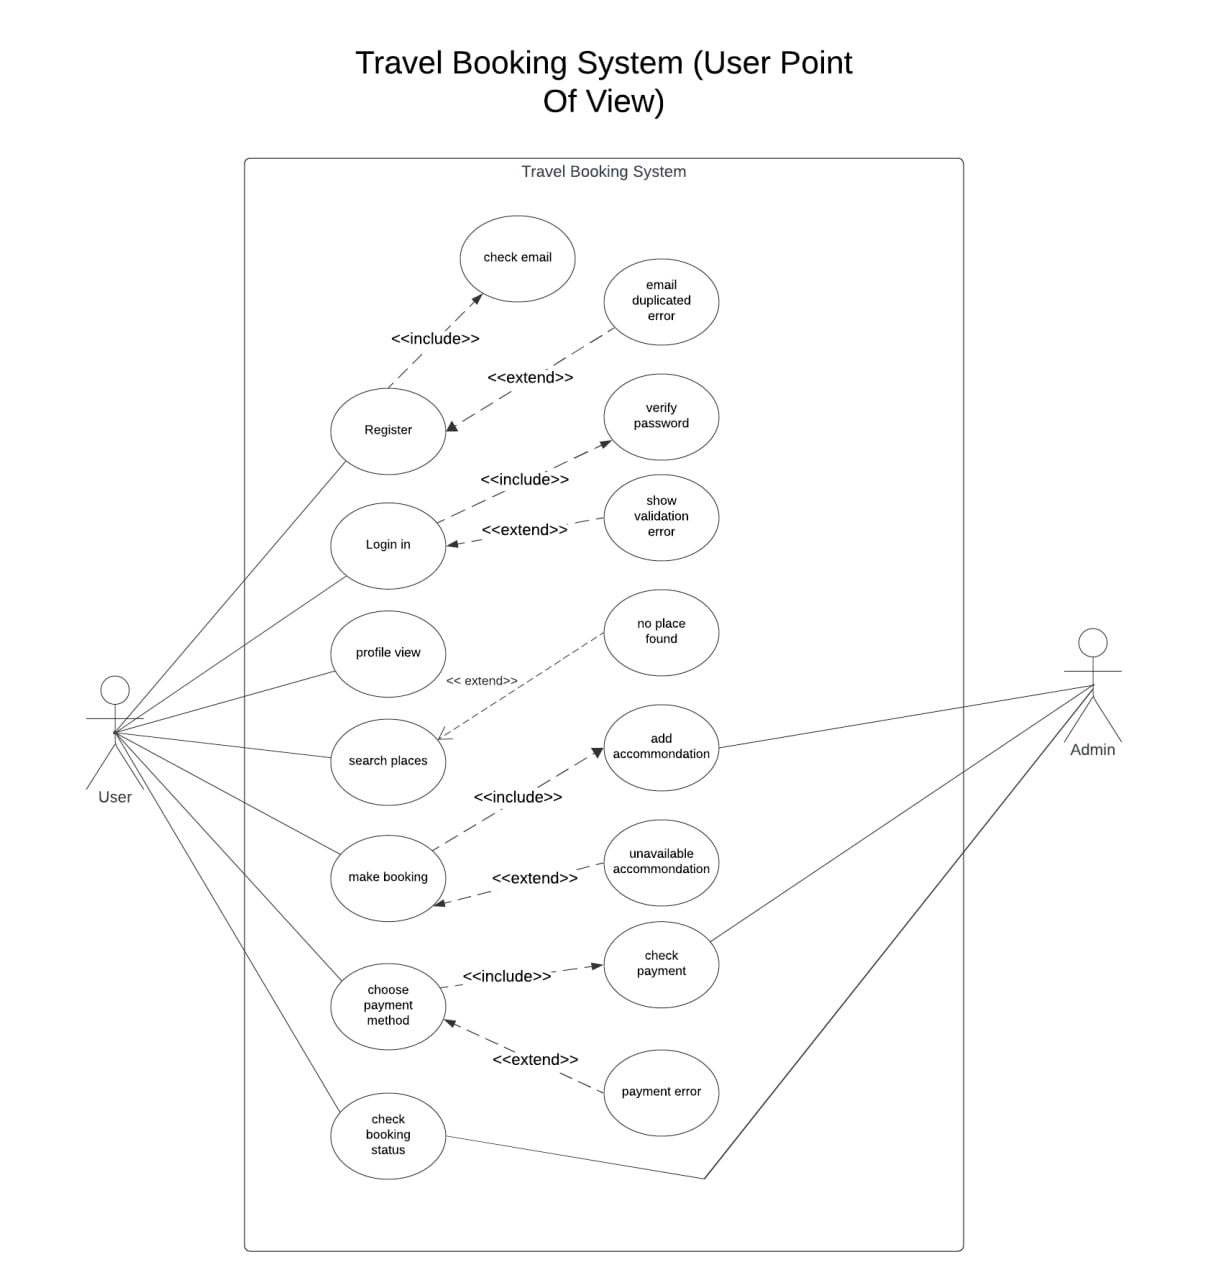 Travel Booking System (User Point
Of View)
Travel Booking System
check email
email
duplicated
error
<<include>>
<<extend>>
Register
verify
password
<<include>>
show
validation
error
<<extend>>
Login in
no place
found
profile view
<< extend>>
search places
add
accommondation
User
Admin
<<include>>
make booking
unavailable
accommondation
<<extend>>
check
payment
<<include>>
choose
payment
method
<<extend>>
payment error
check
booking
status